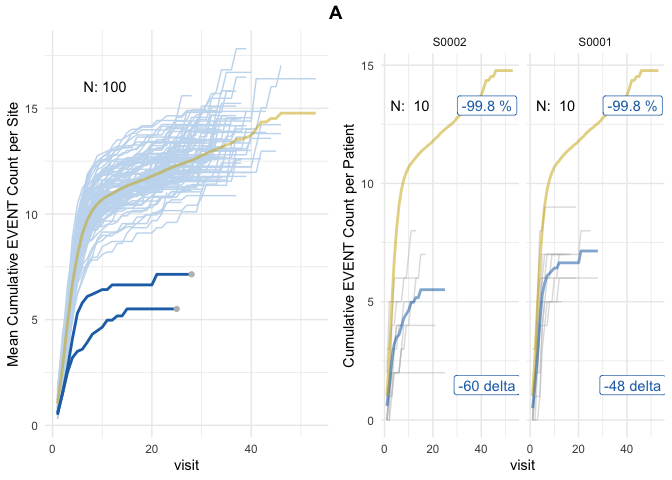 A
Mean Cumulative EVENT Count per Site
15
10
5
0
N: 100
0
20
40
visit
Cumulative EVENT Count per Patient
S0002
S0001
15
10
5
0
N:  10
-99.8 %
-60 delta
N:  10
-99.8 %
-48 delta
0
20
40
0
20
40
visit